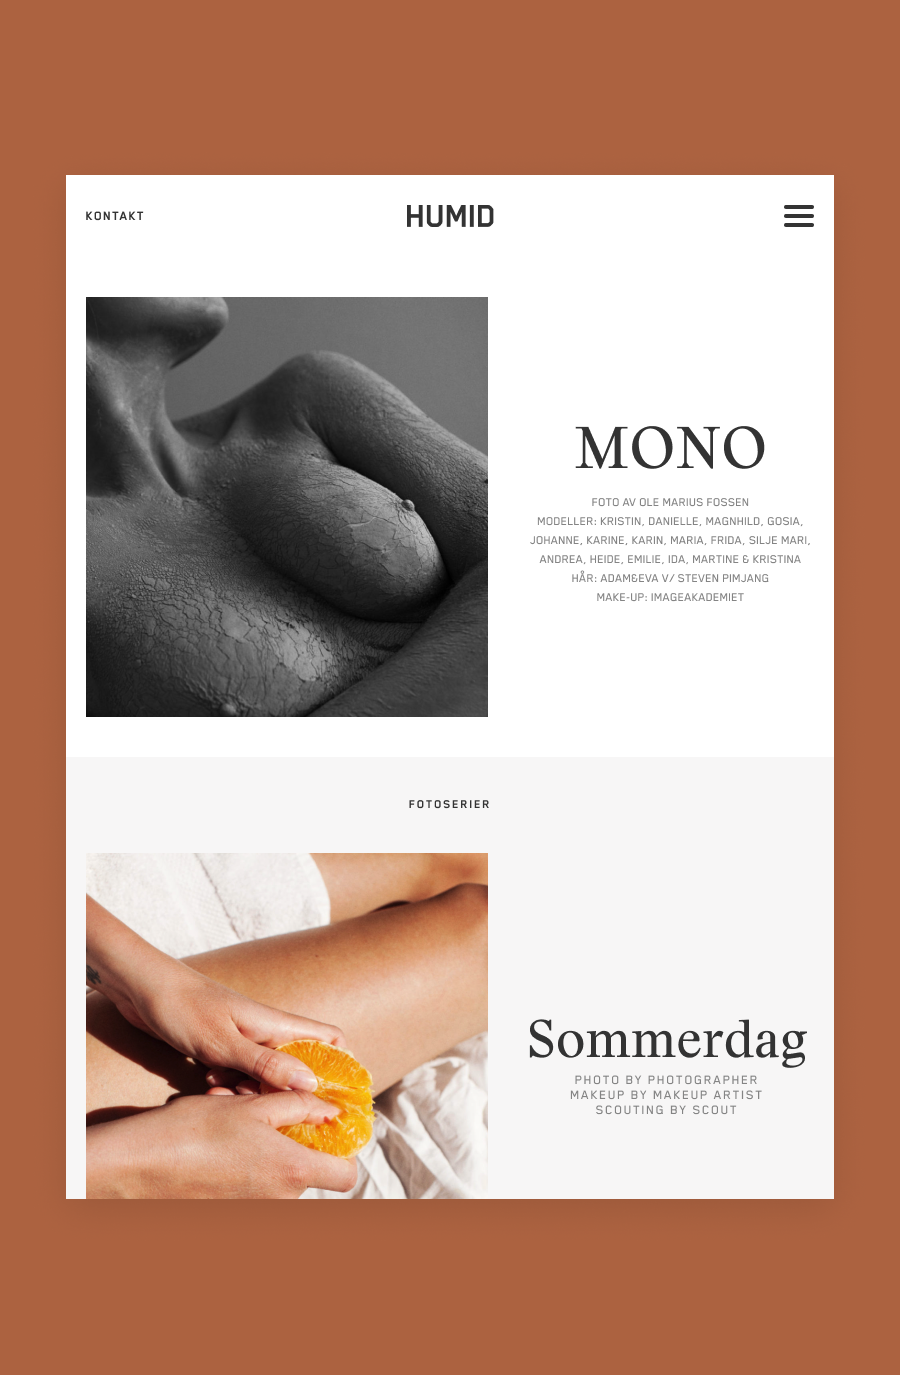 KONTAKT
HUMID
MONO
FOTO AV OLE MARIUS FOSSEN
MODELLER: KRISTIN, DANIELLE, MAGNHILD, GOSIA,
JOHANNE, KARINE, KARIN, MARIA, FRIDA, SILJE MARI,
ANDREA, HEIDE, EMILIE, IDA, MARTINE & KRISTINA
HÅR: ADAM&EVA V/ STEVEN PIMJANG
MAKE-UP: IMAGEAKADEMIET
FOTOSERIER
Sommerdag
PHOTO BY PHOTOGRAPHER
MAKEUP BY MAKEUP ARTIST
SCOUTING BY SCOUT